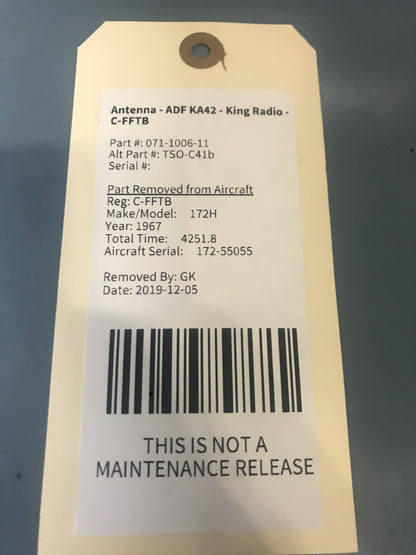 Antenna - ADF KA42 - King Radio -
C-FFTB
Part #: 071-1006-11
Alt Part #: TSO-C41b
Serial #:
Part Removed from Aircraft
Reg: C-FFTB
Make/Model: 172H
Year: 1967
Total Time: 4251.8
Aircraft Serial: 172-55055
Removed By: GK
Date: 2019-12-05
THIS IS NOT A
MAINTENANCE RELEASE